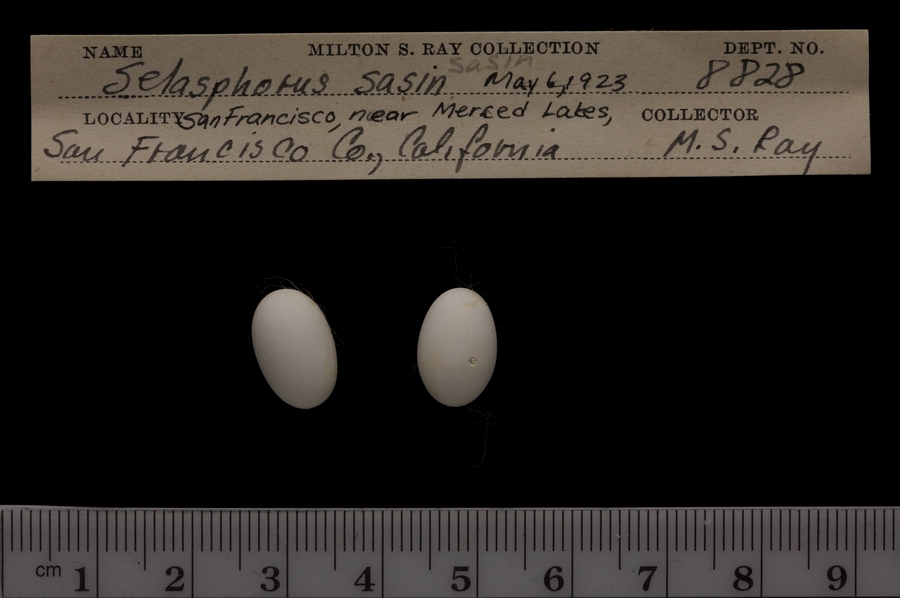 NAME MILTON S. RAY COLLECTION DEPT. NO.
Selasphorus sasin sasin May 6, 1923 8828
LOCALITY San Francisco, near Merced Lakes, COLLECTOR
San Francisco Co., California M. S. Ray
cm 1 2 3 4 5 6 7 8 9